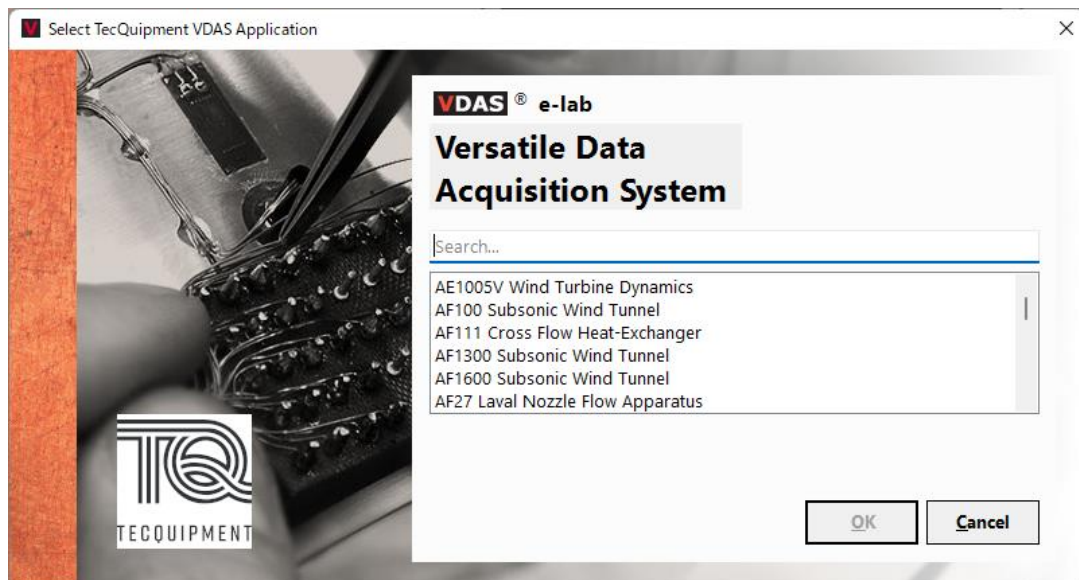 Select TecQuipment VDAS Application
VDAS ® e-lab
Versatile Data
Acquisition System
Search...
AE1005V Wind Turbine Dynamics
AF100 Subsonic Wind Tunnel
AF111 Cross Flow Heat-Exchanger
AF1300 Subsonic Wind Tunnel
AF1600 Subsonic Wind Tunnel
AF27 Laval Nozzle Flow Apparatus
TQ
TECQUIPMENT
OK
Cancel